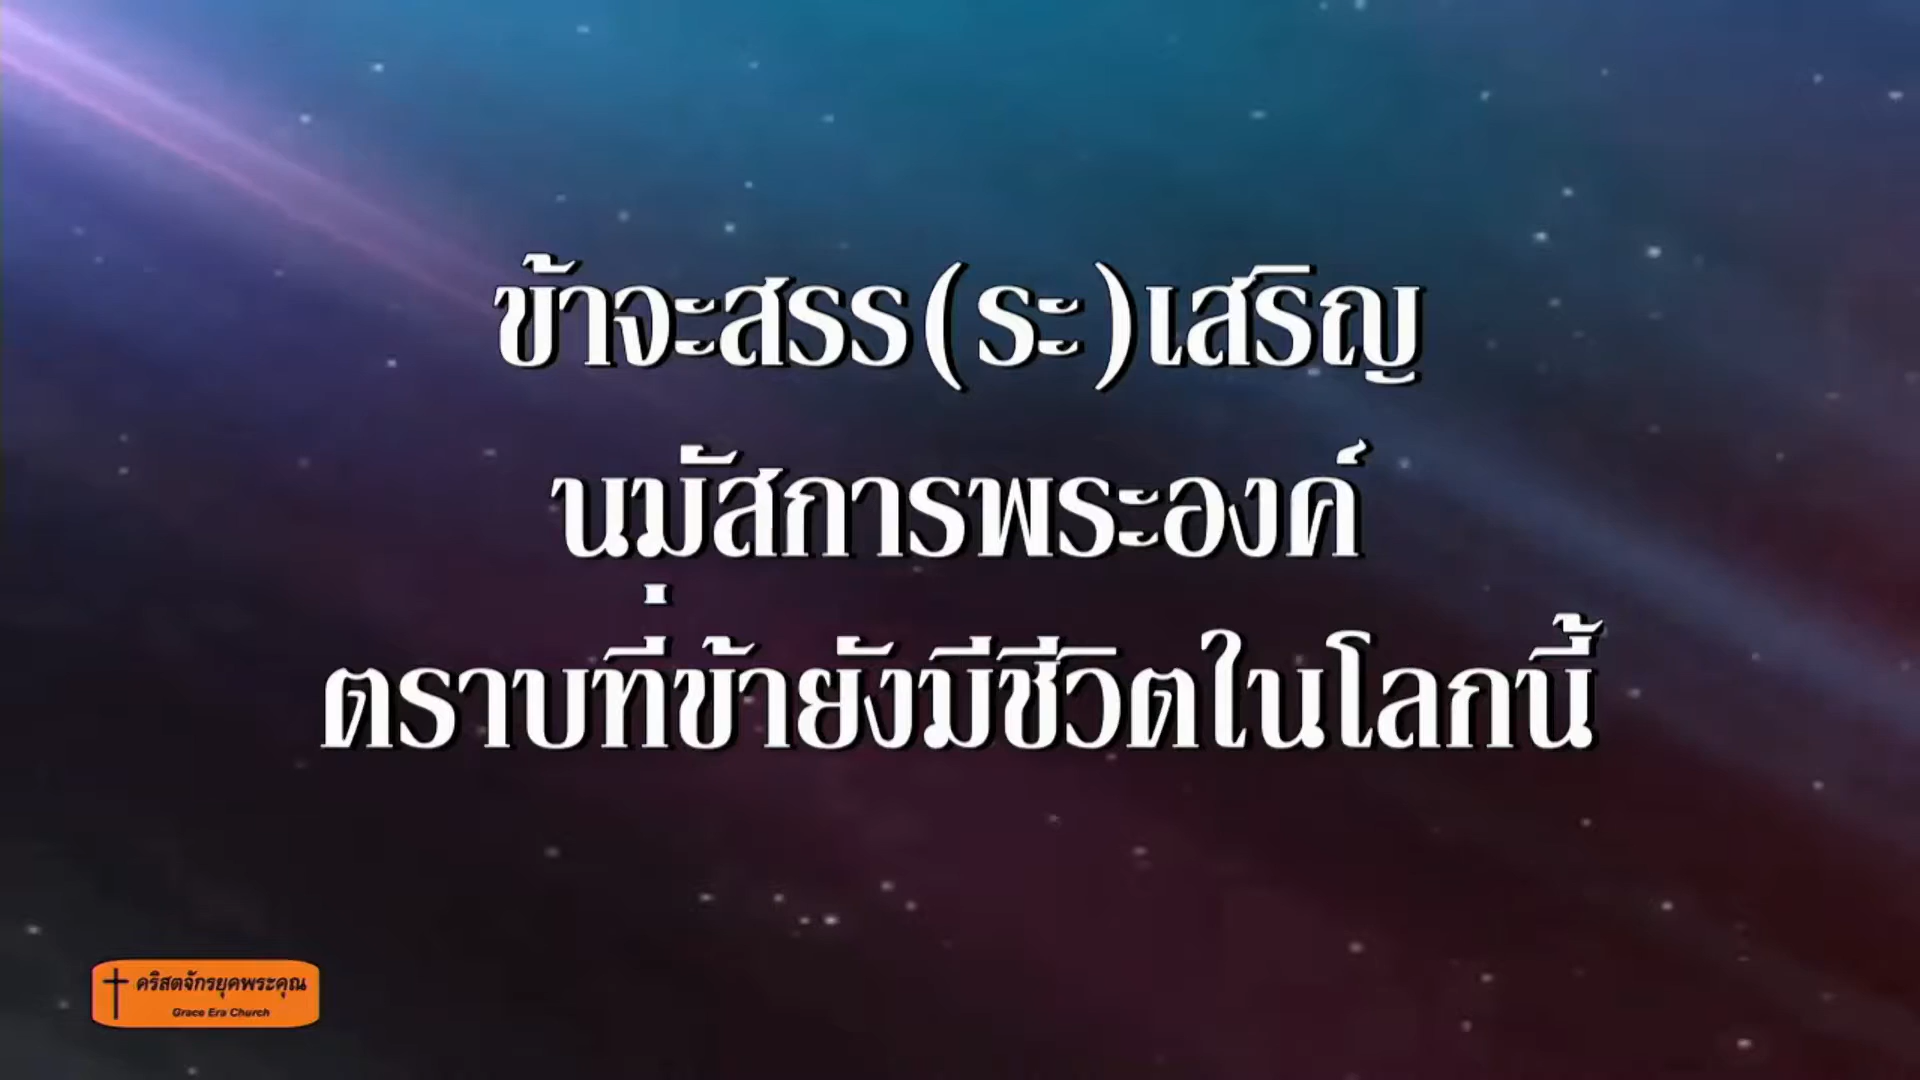 ข้าจะสรร(ระ)เสริญ
นมัสการพระองค์
ตราบที่ข้ายังมีชีวิตในโลกนี้
คริสตจักรยุคพระคุณ
Grace Era Church